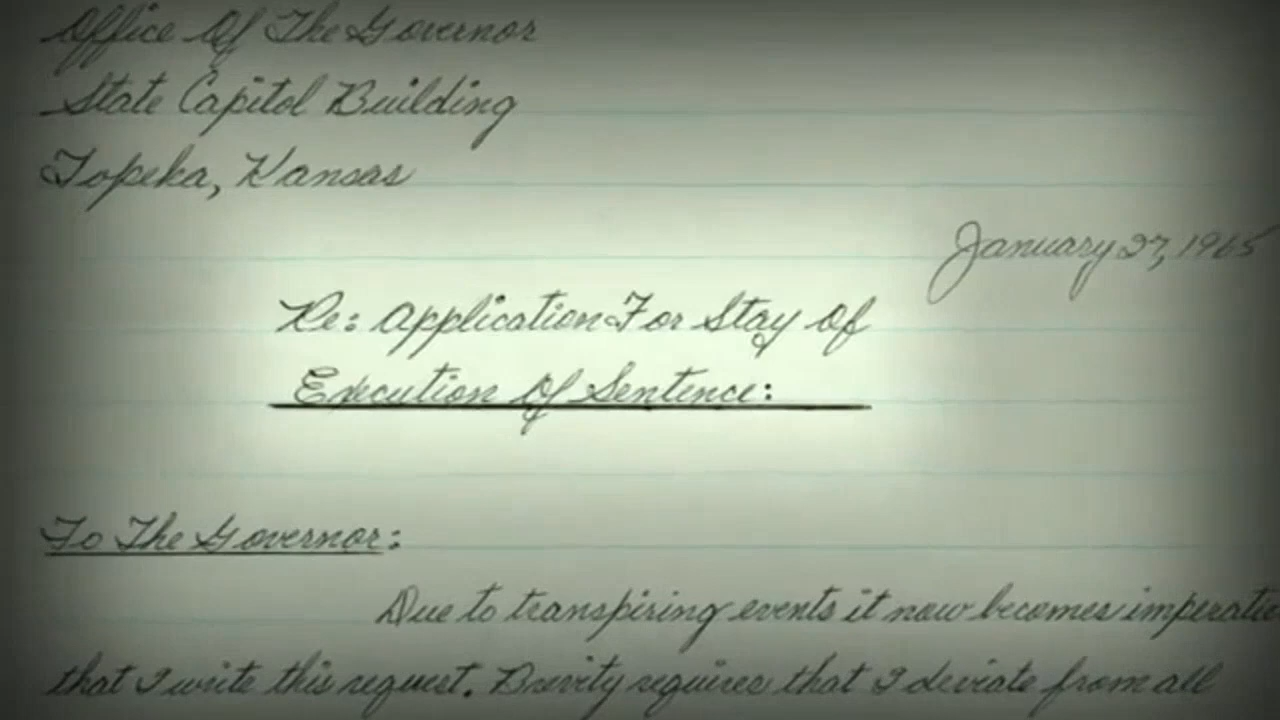 Office Of The Governor
State Capitol Building
Topeka, Kansas
January 27, 1965
Re: Application For Stay Of
Execution Of Sentence:
To The Governor:
Due to transpiring events it now becomes imperative
that I write this request. Brevity requires that I deviate from all